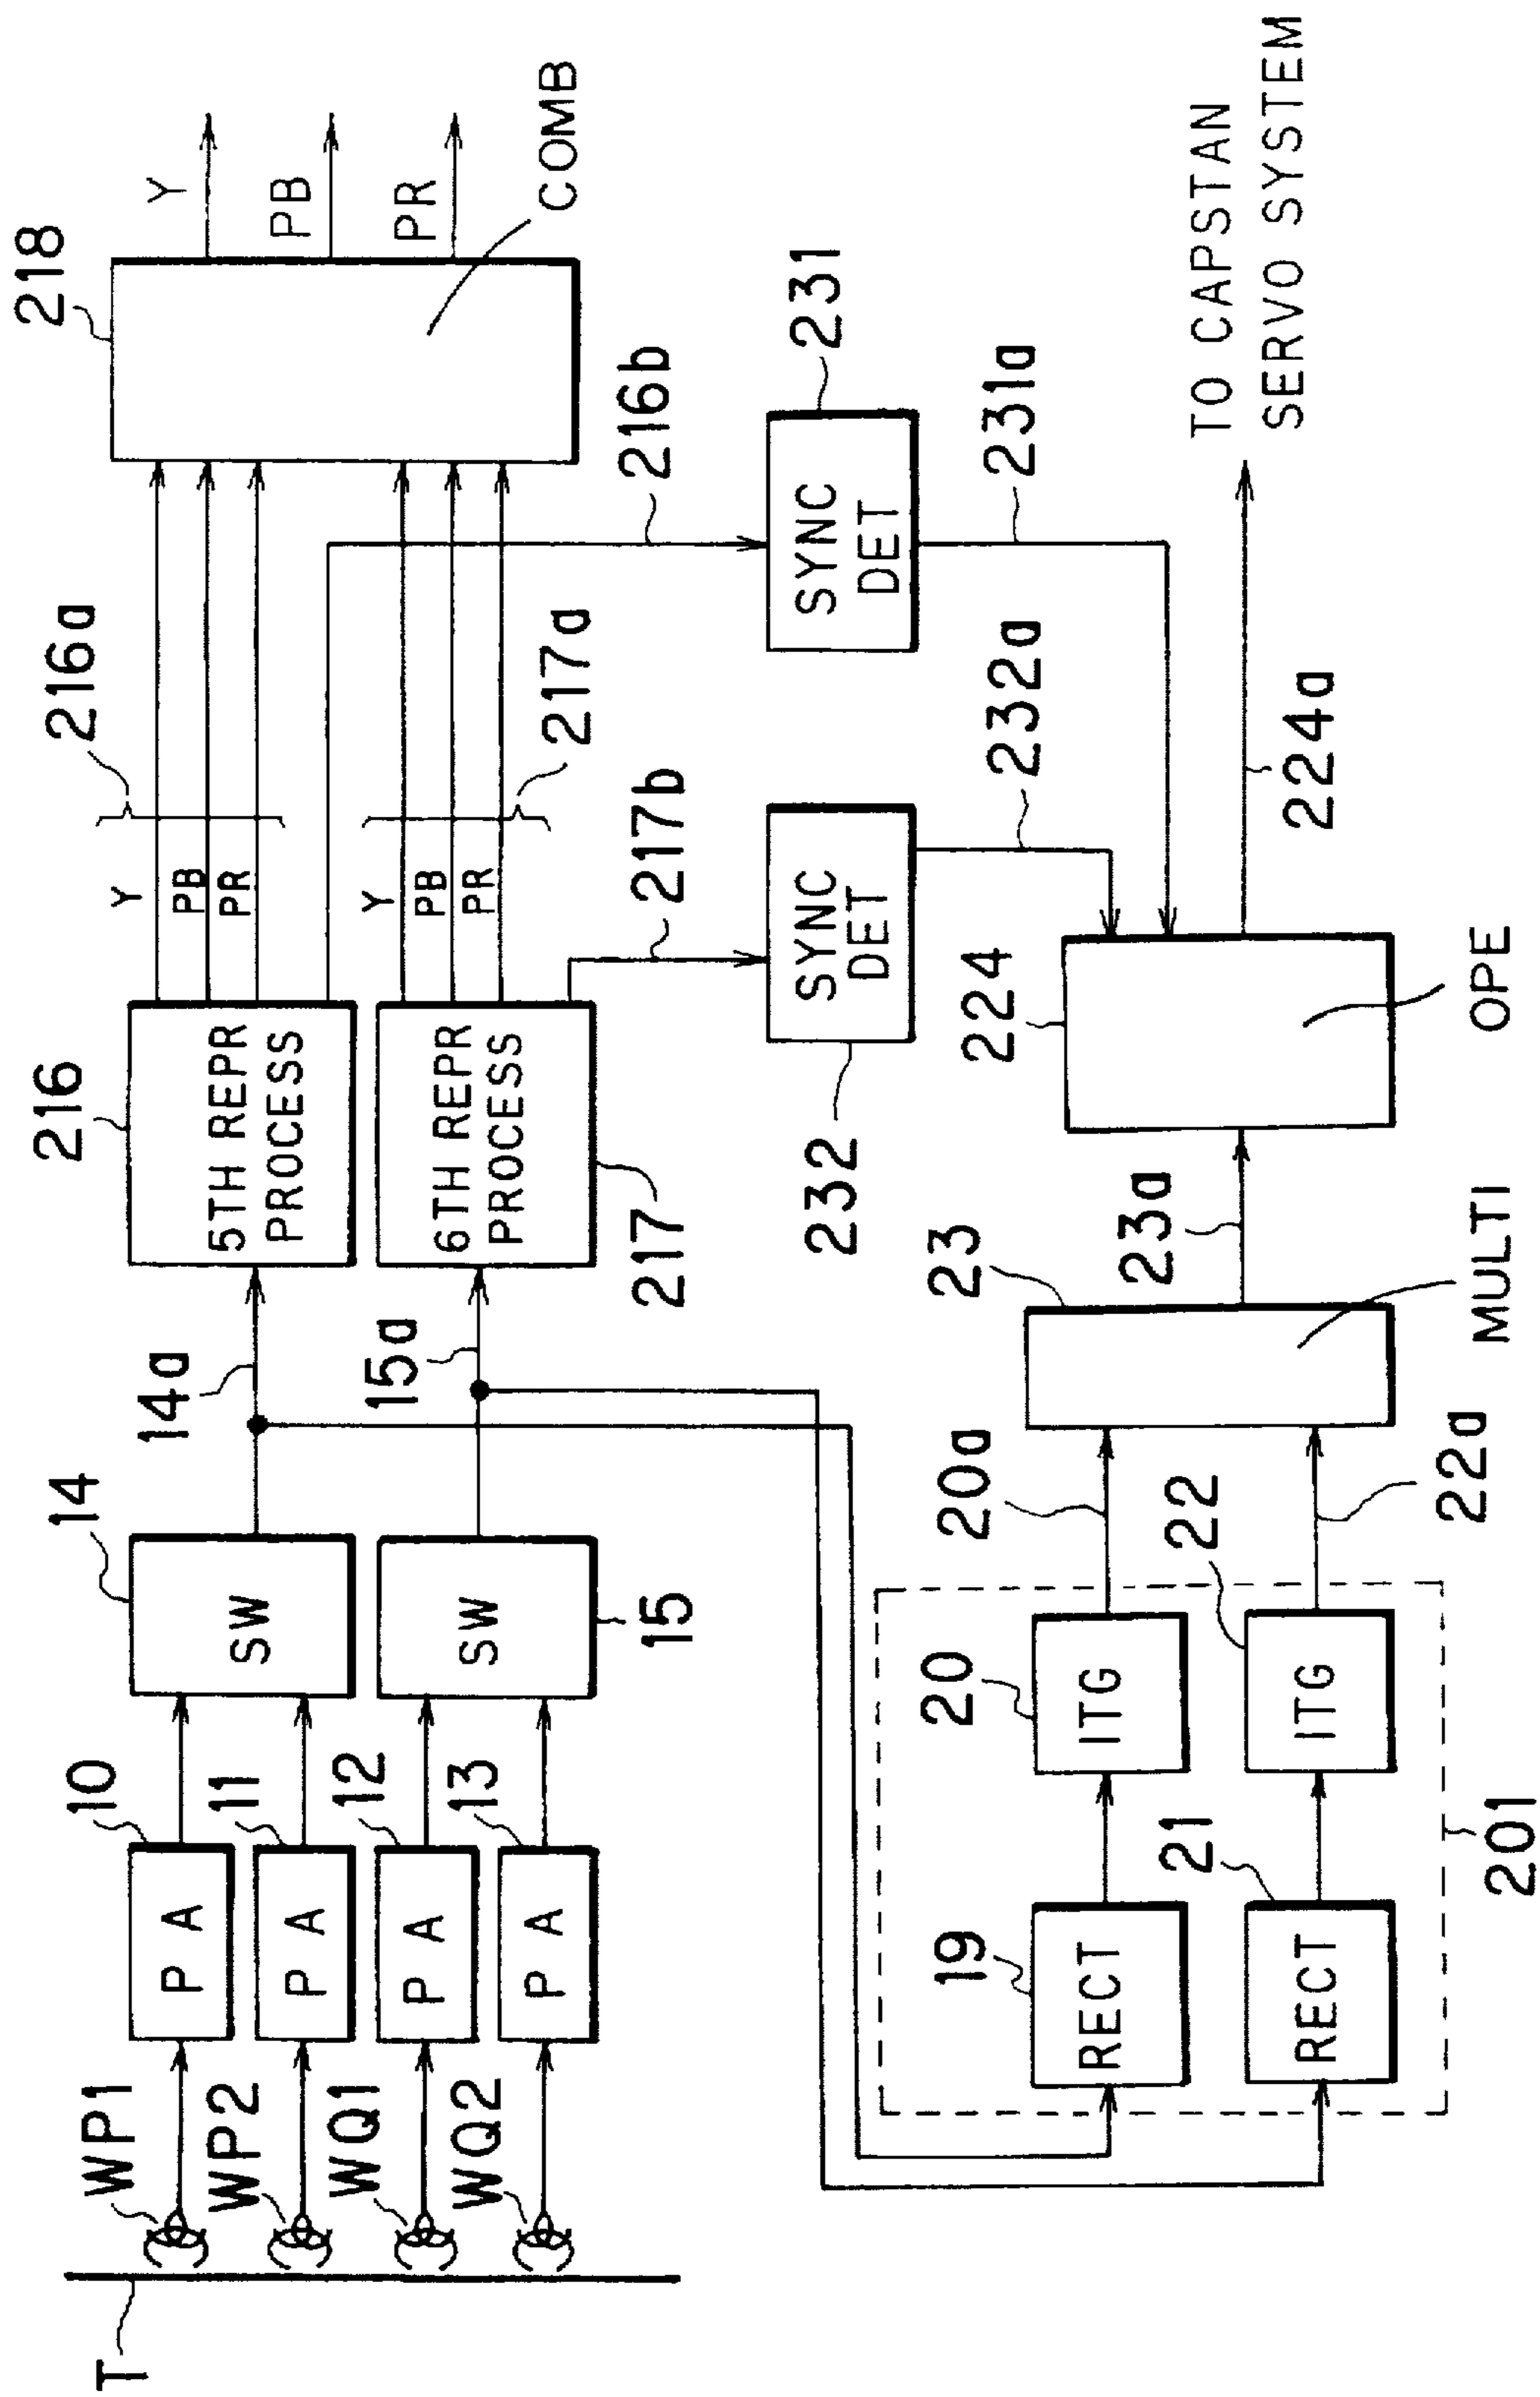 T
WP1
WP2
WQ1
WQ2
10
P A
11
P A
12
P A
13
P A
14
SW
15
SW
14a
15a
216
5TH REPR
PROCESS
217
6TH REPR
PROCESS
216a
Y
PB
PR
217a
Y
PB
PR
216b
217b
218
COMB
Y
PB
PR
231
SYNC
DET
231a
232
SYNC
DET
232a
19
RECT
20
ITG
21
RECT
22
ITG
201
20a
22a
23
MULTI
23a
224
OPE
224a
TO CAPSTAN
SERVO SYSTEM